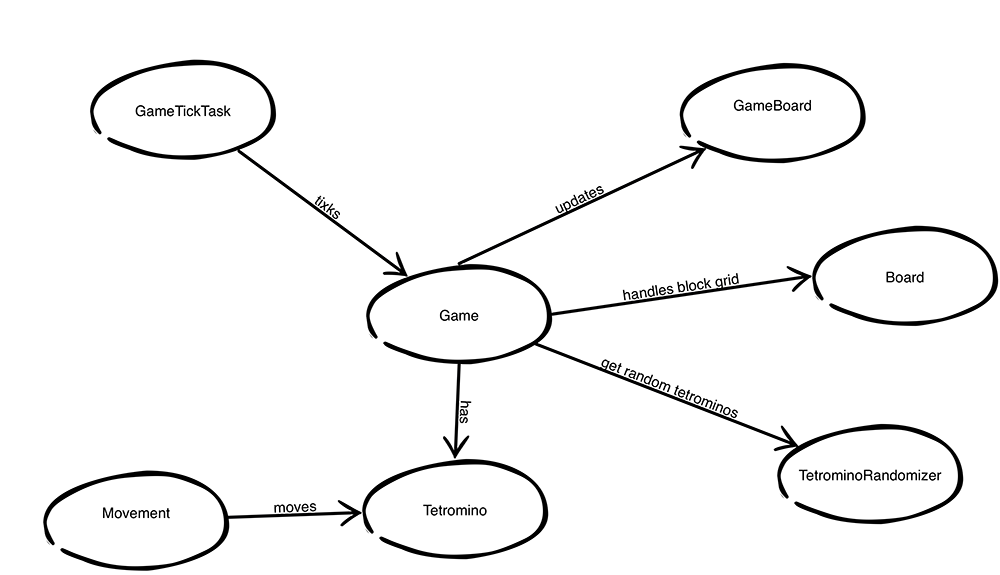 GameTickTask
GameBoard
tixks
updates
Board
handles block grid
Game
get random tetrominos
has
TetrominoRandomizer
Movement
moves
Tetromino